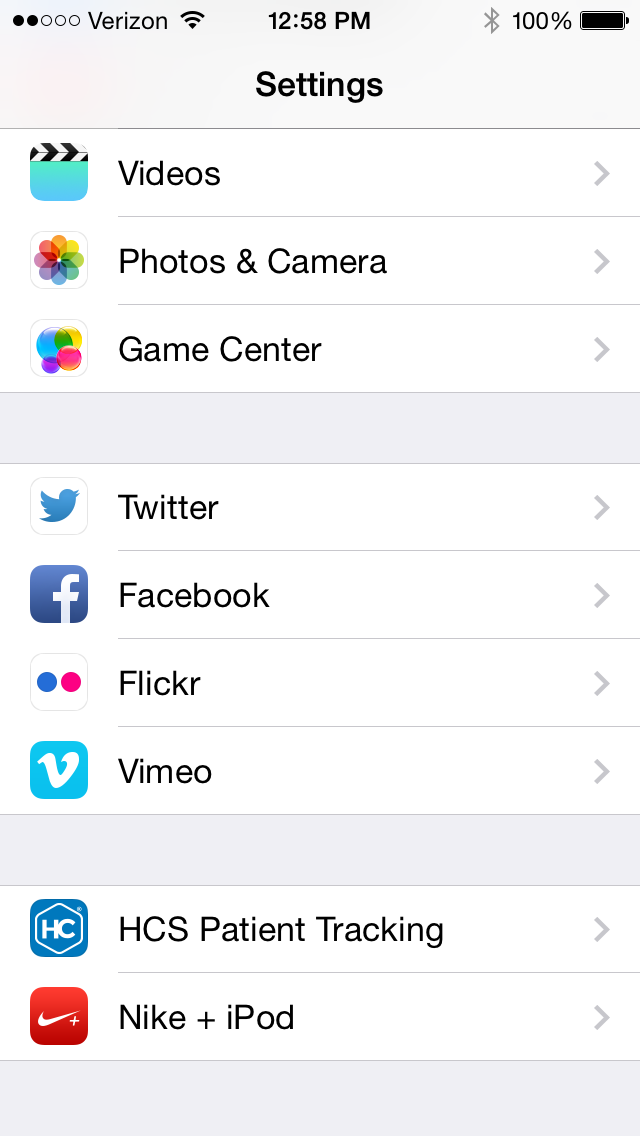 Verizon 12:58 PM 100%
Settings
Videos
Photos & Camera
Game Center
Twitter
Facebook
Flickr
Vimeo
HC
HCS Patient Tracking
Nike + iPod